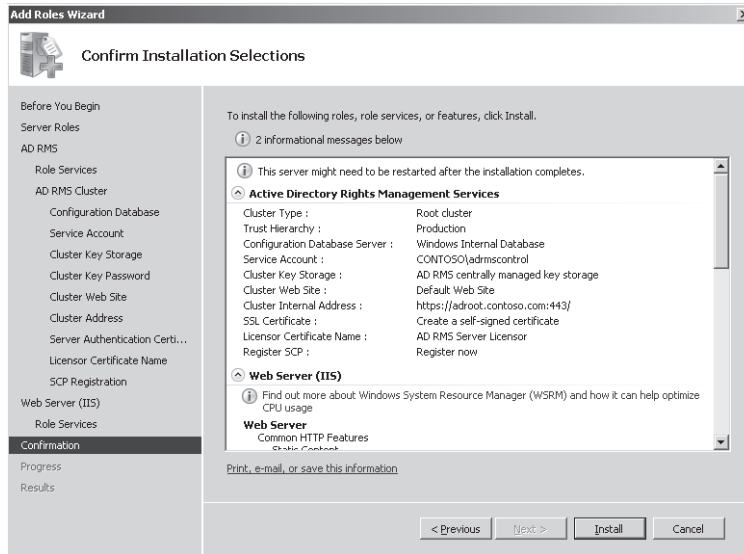 Add Roles Wizard
Confirm Installation Selections
Before You Begin
Server Roles
AD RMS
Role Services
AD RMS Cluster
Configuration Database
Service Account
Cluster Key Storage
Cluster Key Password
Cluster Web Site
Cluster Address
Server Authentication Certi...
Licensor Certificate Name
SCP Registration
Web Server (IIS)
Role Services
Confirmation
Progress
Results
To install the following roles, role services, or features, click Install.
2 informational messages below
This server might need to be restarted after the installation completes.
Active Directory Rights Management Services
Cluster Type : Root cluster
Trust Hierarchy : Production
Configuration Database Server : Windows Internal Database
Service Account : CONTOSO\adrmscontrol
Cluster Key Storage : AD RMS centrally managed key storage
Cluster Web Site : Default Web Site
Cluster Internal Address : https://adroot.contoso.com:443/
SSL Certificate : Create a self-signed certificate
Licensor Certificate Name : AD RMS Server Licensor
Register SCP : Register now
Web Server (IIS)
Find out more about Windows System Resource Manager (WSRM) and how it can help optimize
CPU usage
Web Server
Common HTTP Features
Static Content
Print, e-mail, or save this information
< Previous
Next >
Install
Cancel